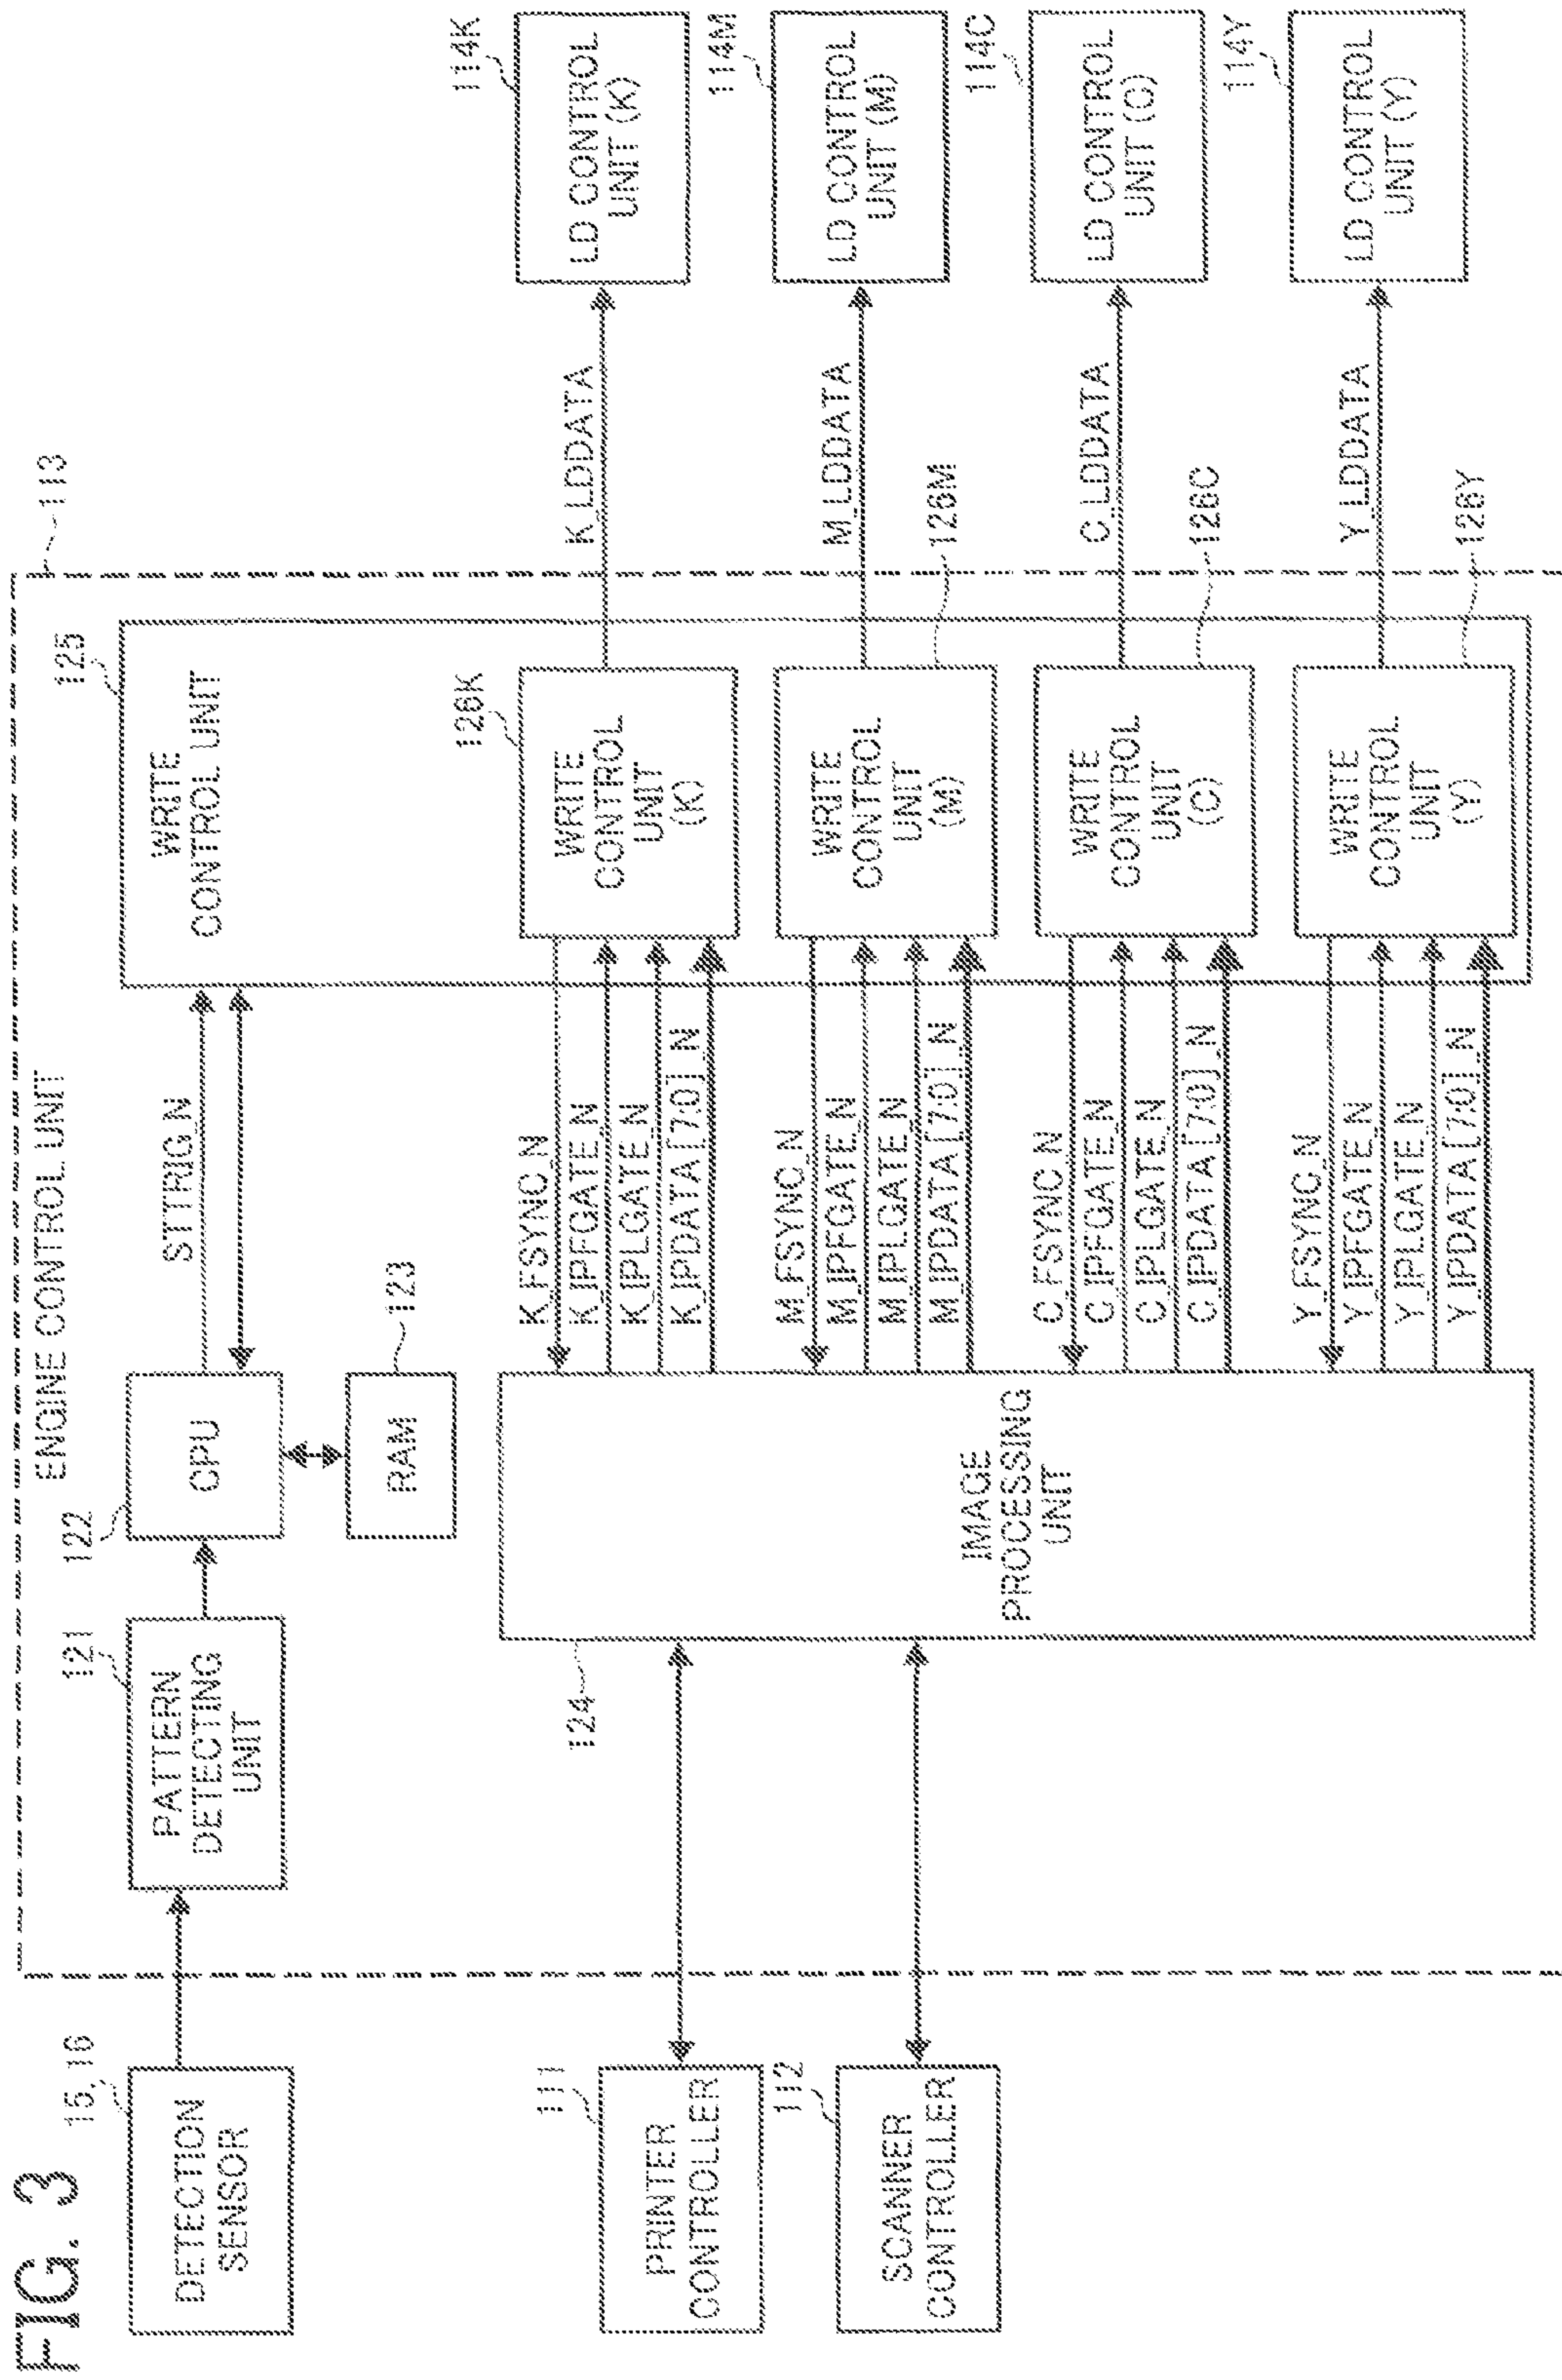 FIG. 3
15, 16
DETECTION
SENSOR
111
PRINTER
CONTROLLER
112
SCANNER
CONTROLLER
ENGINE CONTROL UNIT
113
121
PATTERN
DETECTING
UNIT
122
CPU
RAM
123
124
IMAGE
PROCESSING
UNIT
STTRIG_N
K_FSYNC_N
K_IPFGATE_N
K_IPLGATE_N
K_IPDATA[7:0]_N
M_FSYNC_N
M_IPFGATE_N
M_IPLGATE_N
M_IPDATA[7:0]_N
C_FSYNC_N
C_IPFGATE_N
C_IPLGATE_N
C_IPDATA[7:0]_N
Y_FSYNC_N
Y_IPFGATE_N
Y_IPLGATE_N
Y_IPDATA[7:0]_N
125
WRITE
CONTROL UNIT
126K
WRITE
CONTROL
UNIT
(K)
WRITE
CONTROL
UNIT
(M)
126M
WRITE
CONTROL
UNIT
(C)
126C
WRITE
CONTROL
UNIT
(Y)
126Y
K_LDDATA
M_LDDATA
C_LDDATA
Y_LDDATA
114K
LD CONTROL
UNIT (K)
114M
LD CONTROL
UNIT (M)
114C
LD CONTROL
UNIT (C)
114Y
LD CONTROL
UNIT (Y)